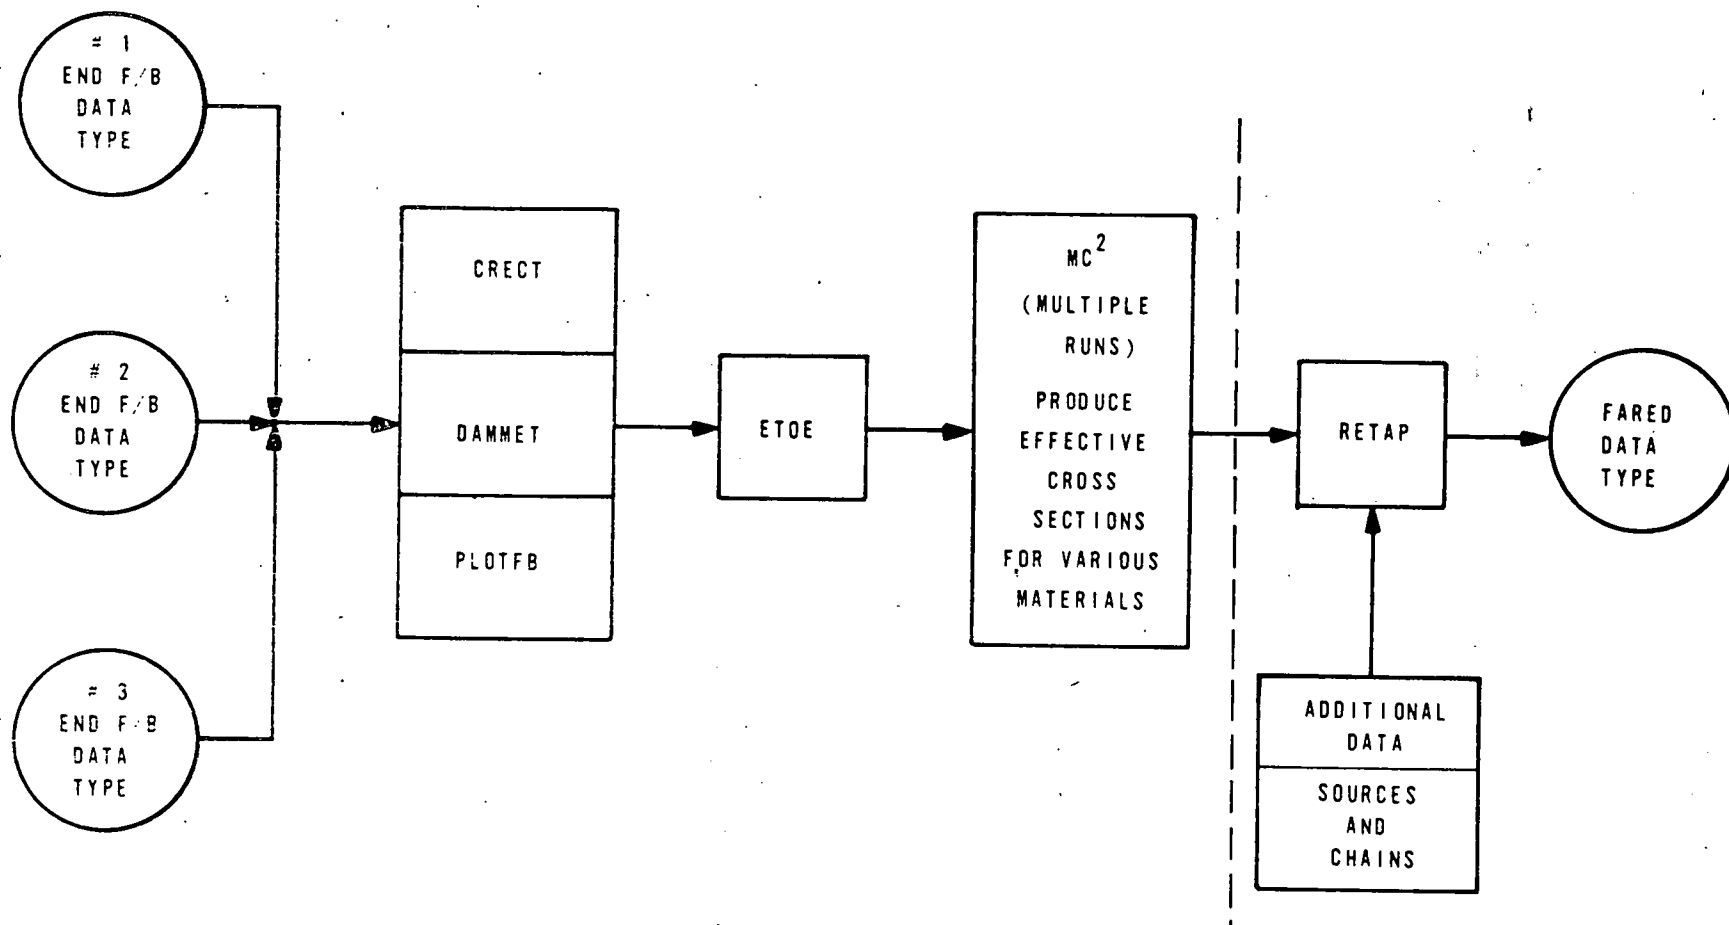 # 1
END F/B
DATA
TYPE
# 2
END F/B
DATA
TYPE
# 3
END F/B
DATA
TYPE
CRECT
DAMMET
PLOTFB
ETOE
MC²
(MULTIPLE
RUNS)
PRODUCE
EFFECTIVE
CROSS
SECTIONS
FOR VARIOUS
MATERIALS
RETAP
FARED
DATA
TYPE
ADDITIONAL
DATA
SOURCES
AND
CHAINS